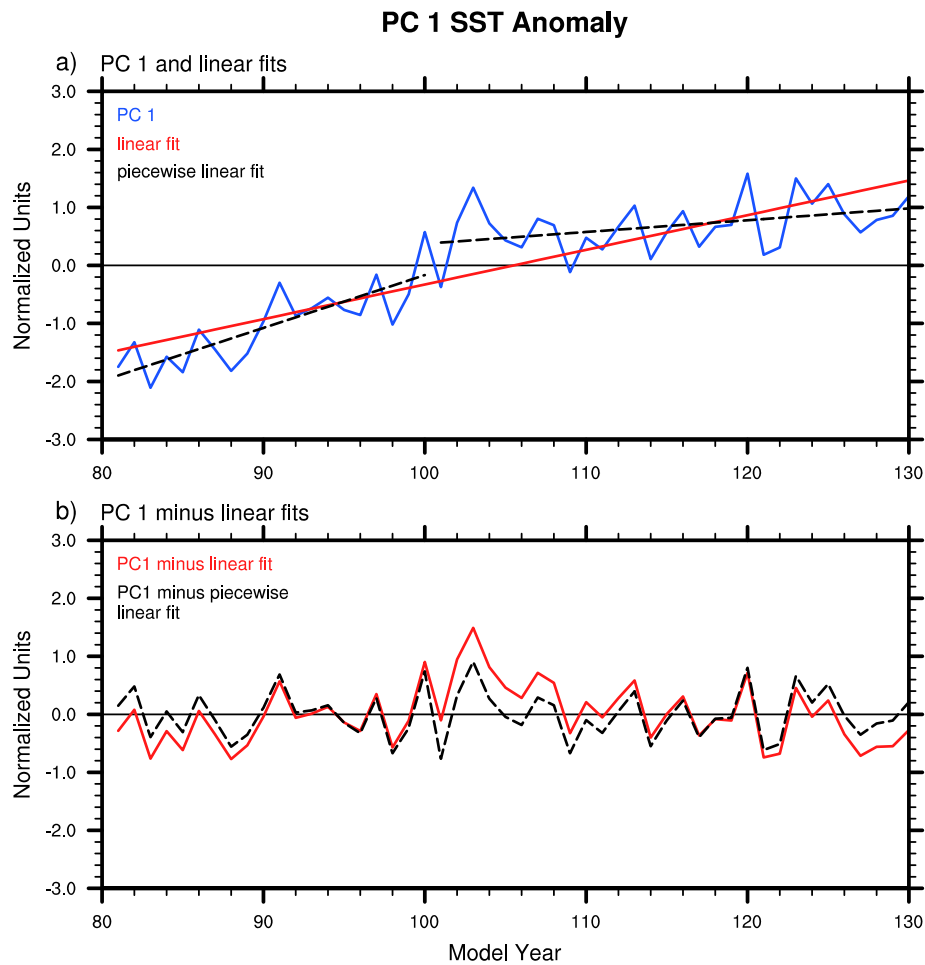 PC 1 SST Anomaly
a) PC 1 and linear fits
3.0
PC 1
2.0
linear fit
piecewise linear fit
1.0
0.0
-1.0
-2.0
-3.0
Normalized Units
80 90 100 110 120 130
b) PC 1 minus linear fits
3.0
PC1 minus linear fit
2.0
PC1 minus piecewise
linear fit
1.0
0.0
-1.0
-2.0
-3.0
Normalized Units
80 90 100 110 120 130
Model Year